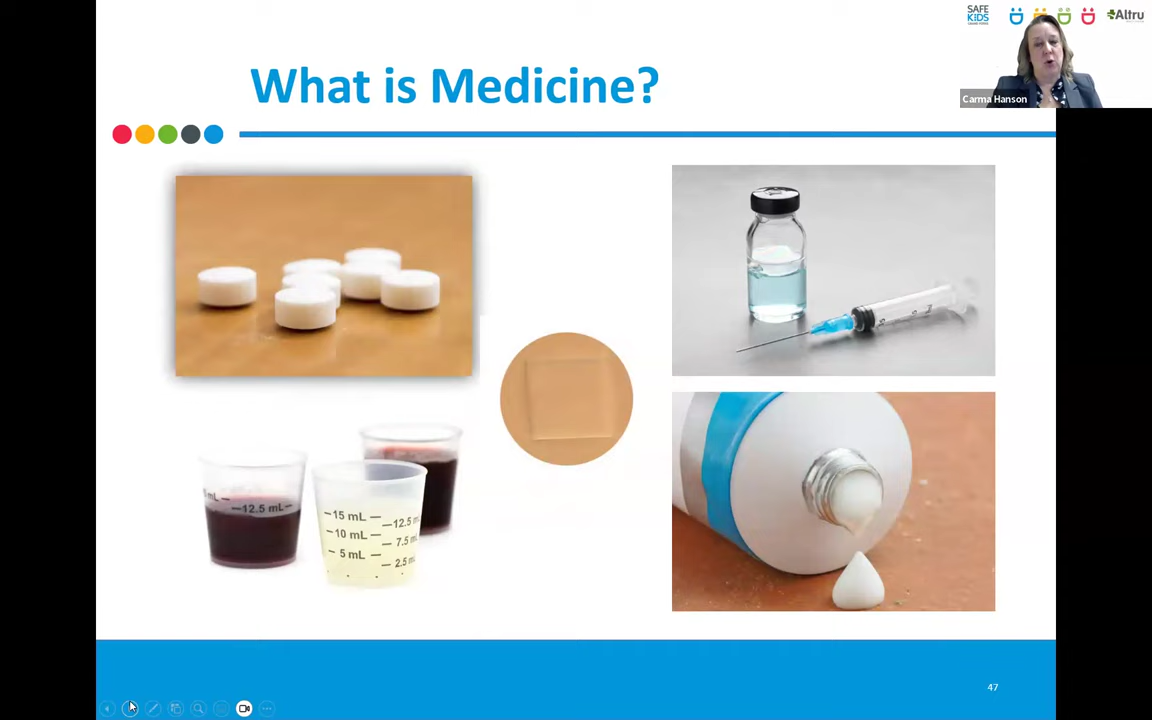 SAFE
KIDS
Altru
What is Medicine?
Carma Hanson
12.5 mL
15 mL
12.5 m
10 mL
7.5
5 mL
2.5
47